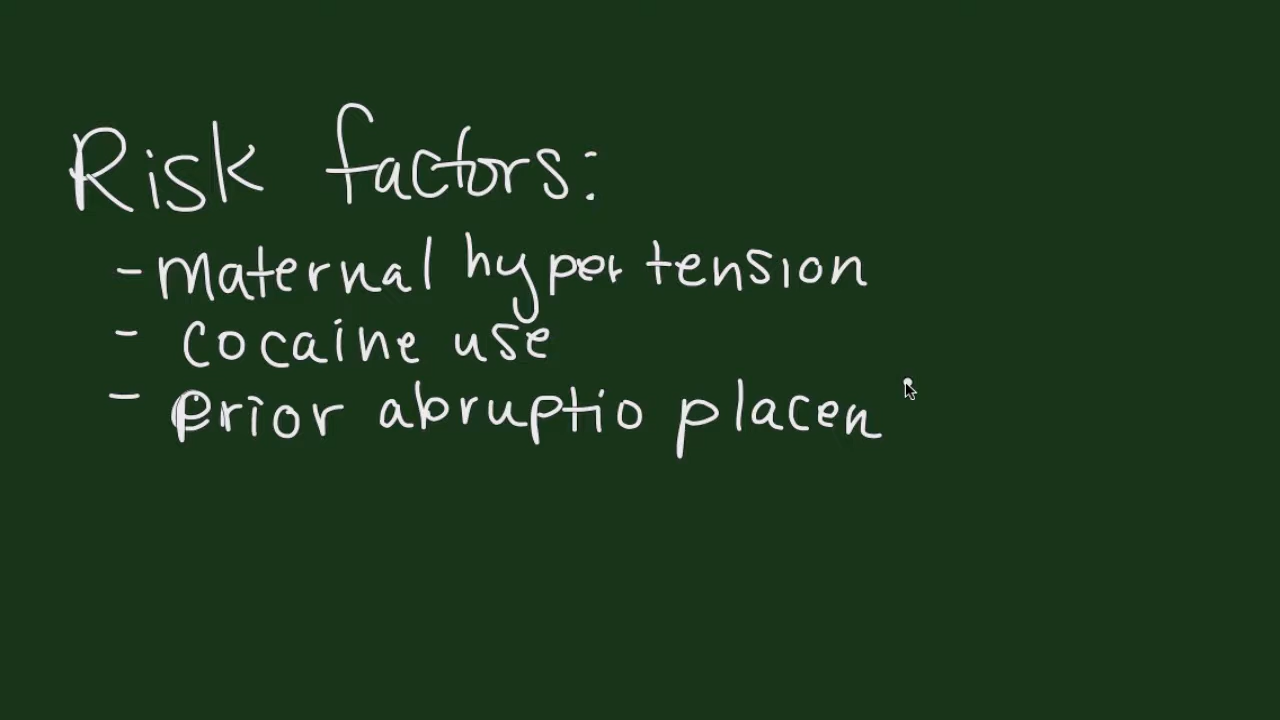 Risk factors:
- maternal hypertension
- cocaine use
- prior abruptio placen